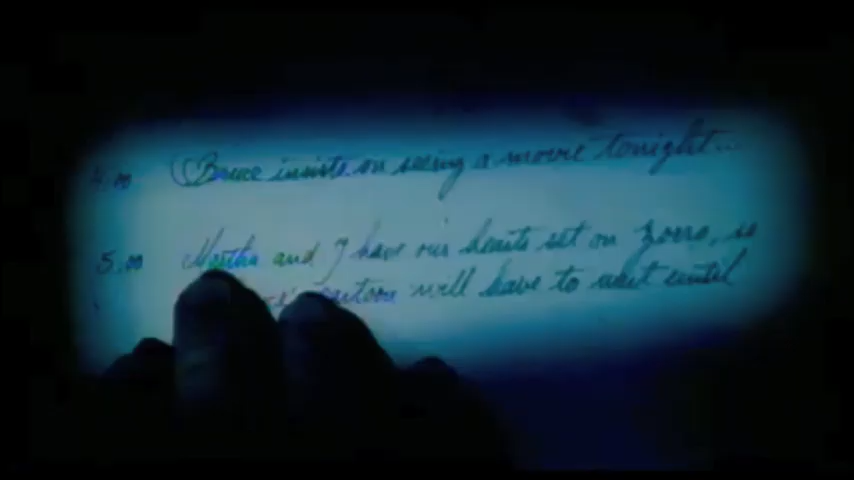 4:00 Bruce insists on seeing a movie tonight...
5:00 Martha and I have our hearts set on Zorro, so
cartoon will have to wait until